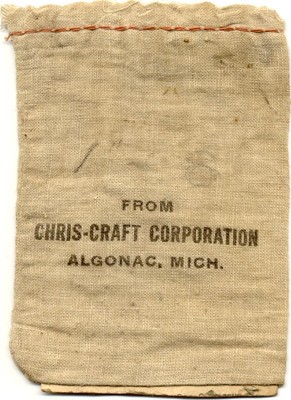 FROM
CHRIS-CRAFT CORPORATION
ALGONAC, MICH.